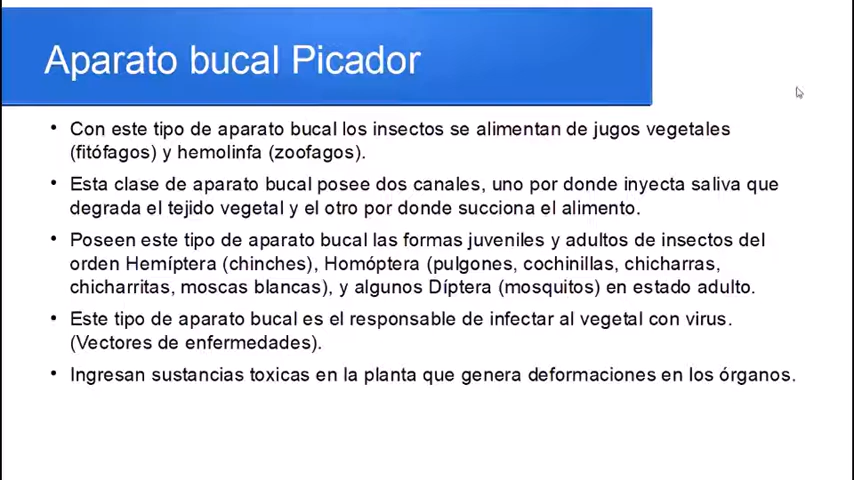 Aparato bucal Picador
• Con este tipo de aparato bucal los insectos se alimentan de jugos vegetales
(fitófagos) y hemolinfa (zoofagos).
• Esta clase de aparato bucal posee dos canales, uno por donde inyecta saliva que
degrada el tejido vegetal y el otro por donde succiona el alimento.
• Poseen este tipo de aparato bucal las formas juveniles y adultos de insectos del
orden Hemíptera (chinches), Homóptera (pulgones, cochinillas, chicharras,
chicharritas, moscas blancas), y algunos Díptera (mosquitos) en estado adulto.
• Este tipo de aparato bucal es el responsable de infectar al vegetal con virus.
(Vectores de enfermedades).
• Ingresan sustancias toxicas en la planta que genera deformaciones en los órganos.